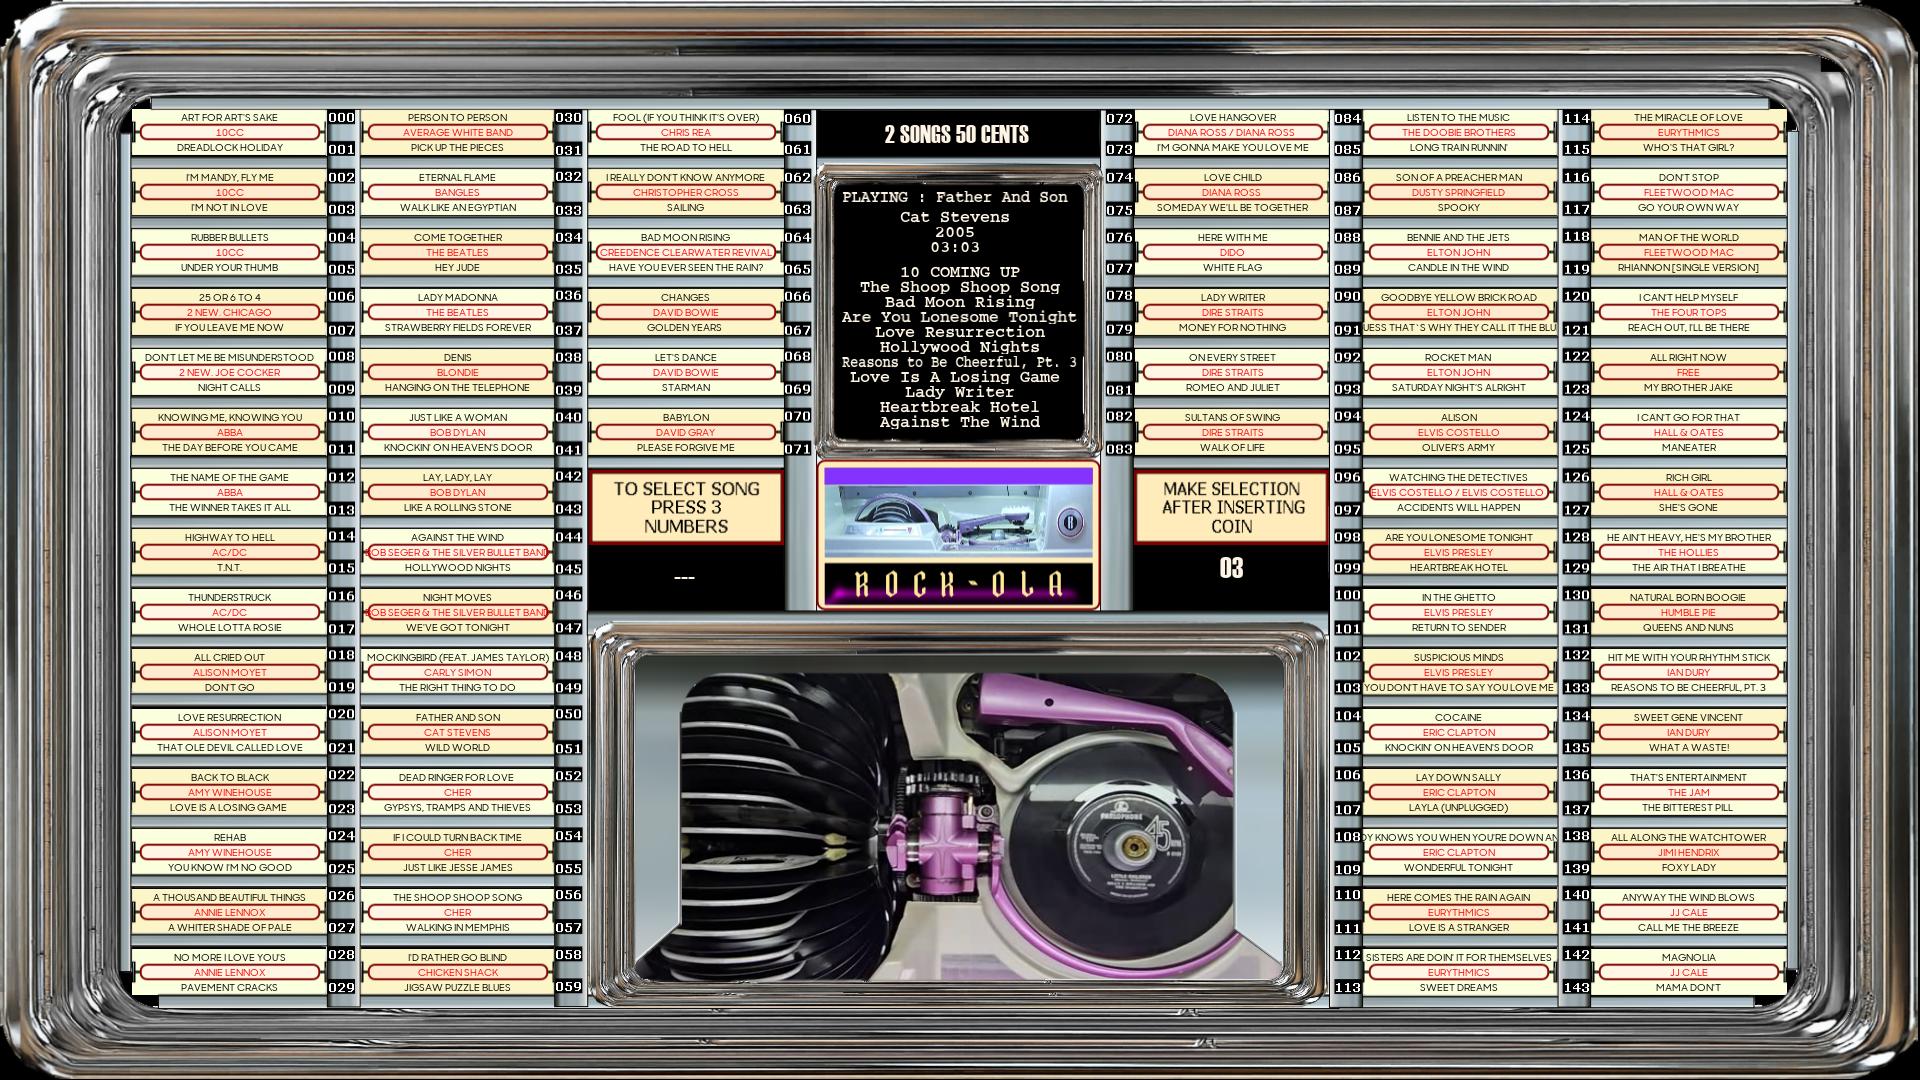 ART FOR ART'S SAKE
10CC
DREADLOCK HOLIDAY
000
001
I'M MANDY, FLY ME
10CC
I'M NOT IN LOVE
002
003
RUBBER BULLETS
10CC
UNDER YOUR THUMB
004
005
25 OR 6 TO 4
2 NEW. CHICAGO
IF YOU LEAVE ME NOW
006
007
DON'T LET ME BE MISUNDERSTOOD
2 NEW. JOE COCKER
NIGHT CALLS
008
009
KNOWING ME, KNOWING YOU
ABBA
THE DAY BEFORE YOU CAME
010
011
THE NAME OF THE GAME
ABBA
THE WINNER TAKES IT ALL
012
013
HIGHWAY TO HELL
AC/DC
T.N.T.
014
015
THUNDERSTRUCK
AC/DC
WHOLE LOTTA ROSIE
016
017
ALL CRIED OUT
ALISON MOYET
DON'T GO
018
019
LOVE RESURRECTION
ALISON MOYET
THAT OLE DEVIL CALLED LOVE
020
021
BACK TO BLACK
AMY WINEHOUSE
LOVE IS A LOSING GAME
022
023
REHAB
AMY WINEHOUSE
YOU KNOW I'M NO GOOD
024
025
A THOUSAND BEAUTIFUL THINGS
ANNIE LENNOX
A WHITER SHADE OF PALE
026
027
NO MORE I LOVE YOU'S
ANNIE LENNOX
PAVEMENT CRACKS
028
029
PERSON TO PERSON
AVERAGE WHITE BAND
PICK UP THE PIECES
030
031
ETERNAL FLAME
BANGLES
WALK LIKE AN EGYPTIAN
032
033
COME TOGETHER
THE BEATLES
HEY JUDE
034
035
LADY MADONNA
THE BEATLES
STRAWBERRY FIELDS FOREVER
036
037
DENIS
BLONDIE
HANGING ON THE TELEPHONE
038
039
JUST LIKE A WOMAN
BOB DYLAN
KNOCKIN' ON HEAVEN'S DOOR
040
041
LAY, LADY, LAY
BOB DYLAN
LIKE A ROLLING STONE
042
043
AGAINST THE WIND
OB SEGER & THE SILVER BULLET BAND
HOLLYWOOD NIGHTS
044
045
NIGHT MOVES
OB SEGER & THE SILVER BULLET BAND
WE'VE GOT TONIGHT
046
047
MOCKINGBIRD (FEAT. JAMES TAYLOR)
CARLY SIMON
THE RIGHT THING TO DO
048
049
FATHER AND SON
CAT STEVENS
WILD WORLD
050
051
DEAD RINGER FOR LOVE
CHER
GYPSYS, TRAMPS AND THIEVES
052
053
IF I COULD TURN BACK TIME
CHER
JUST LIKE JESSE JAMES
054
055
THE SHOOP SHOOP SONG
CHER
WALKING IN MEMPHIS
056
057
I'D RATHER GO BLIND
CHICKEN SHACK
JIGSAW PUZZLE BLUES
058
059
FOOL (IF YOU THINK IT'S OVER)
CHRIS REA
THE ROAD TO HELL
060
061
I REALLY DON'T KNOW ANYMORE
CHRISTOPHER CROSS
SAILING
062
063
BAD MOON RISING
CREEDENCE CLEARWATER REVIVAL
HAVE YOU EVER SEEN THE RAIN?
064
065
CHANGES
DAVID BOWIE
GOLDEN YEARS
066
067
LET'S DANCE
DAVID BOWIE
STARMAN
068
069
BABYLON
DAVID GRAY
PLEASE FORGIVE ME
070
071
TO SELECT SONG
PRESS 3
NUMBERS
---
2 SONGS 50 CENTS
PLAYING : Father And Son
Cat Stevens
2005
03:03
10 COMING UP
The Shoop Shoop Song
Bad Moon Rising
Are You Lonesome Tonight
Love Resurrection
Hollywood Nights
Reasons to Be Cheerful, Pt. 3
Love Is A Losing Game
Lady Writer
Heartbreak Hotel
Against The Wind
R
ROCK-OLA
PARLOPHONE
45
LITTLE CHILDREN
072
073
LOVE HANGOVER
DIANA ROSS / DIANA ROSS
I'M GONNA MAKE YOU LOVE ME
074
075
LOVE CHILD
DIANA ROSS
SOMEDAY WE'LL BE TOGETHER
076
077
HERE WITH ME
DIDO
WHITE FLAG
078
079
LADY WRITER
DIRE STRAITS
MONEY FOR NOTHING
080
081
ON EVERY STREET
DIRE STRAITS
ROMEO AND JULIET
082
083
SULTANS OF SWING
DIRE STRAITS
WALK OF LIFE
MAKE SELECTION
AFTER INSERTING
COIN
03
084
085
LISTEN TO THE MUSIC
THE DOOBIE BROTHERS
LONG TRAIN RUNNIN'
086
087
SON OF A PREACHER MAN
DUSTY SPRINGFIELD
SPOOKY
088
089
BENNIE AND THE JETS
ELTON JOHN
CANDLE IN THE WIND
090
091
GOODBYE YELLOW BRICK ROAD
ELTON JOHN
UESS THAT`S WHY THEY CALL IT THE BLU
092
093
ROCKET MAN
ELTON JOHN
SATURDAY NIGHT'S ALRIGHT
094
095
ALISON
ELVIS COSTELLO
OLIVER'S ARMY
096
097
WATCHING THE DETECTIVES
ELVIS COSTELLO / ELVIS COSTELLO
ACCIDENTS WILL HAPPEN
098
099
ARE YOU LONESOME TONIGHT
ELVIS PRESLEY
HEARTBREAK HOTEL
100
101
IN THE GHETTO
ELVIS PRESLEY
RETURN TO SENDER
102
103
SUSPICIOUS MINDS
ELVIS PRESLEY
YOU DON'T HAVE TO SAY YOU LOVE ME
104
105
COCAINE
ERIC CLAPTON
KNOCKIN' ON HEAVEN'S DOOR
106
107
LAY DOWN SALLY
ERIC CLAPTON
LAYLA (UNPLUGGED)
108
109
DY KNOWS YOU WHEN YOU'RE DOWN AN
ERIC CLAPTON
WONDERFUL TONIGHT
110
111
HERE COMES THE RAIN AGAIN
EURYTHMICS
LOVE IS A STRANGER
112
113
SISTERS ARE DOIN' IT FOR THEMSELVES
EURYTHMICS
SWEET DREAMS
114
115
THE MIRACLE OF LOVE
EURYTHMICS
WHO'S THAT GIRL?
116
117
DON'T STOP
FLEETWOOD MAC
GO YOUR OWN WAY
118
119
MAN OF THE WORLD
FLEETWOOD MAC
RHIANNON [SINGLE VERSION]
120
121
I CAN'T HELP MYSELF
THE FOUR TOPS
REACH OUT, I'LL BE THERE
122
123
ALL RIGHT NOW
FREE
MY BROTHER JAKE
124
125
I CAN'T GO FOR THAT
HALL & OATES
MANEATER
126
127
RICH GIRL
HALL & OATES
SHE'S GONE
128
129
HE AIN'T HEAVY, HE'S MY BROTHER
THE HOLLIES
THE AIR THAT I BREATHE
130
131
NATURAL BORN BOOGIE
HUMBLE PIE
QUEENS AND NUNS
132
133
HIT ME WITH YOUR RHYTHM STICK
IAN DURY
REASONS TO BE CHEERFUL, PT. 3
134
135
SWEET GENE VINCENT
IAN DURY
WHAT A WASTE!
136
137
THAT'S ENTERTAINMENT
THE JAM
THE BITTEREST PILL
138
139
ALL ALONG THE WATCHTOWER
JIMI HENDRIX
FOXY LADY
140
141
ANYWAY THE WIND BLOWS
JJ CALE
CALL ME THE BREEZE
142
143
MAGNOLIA
JJ CALE
MAMA DON'T